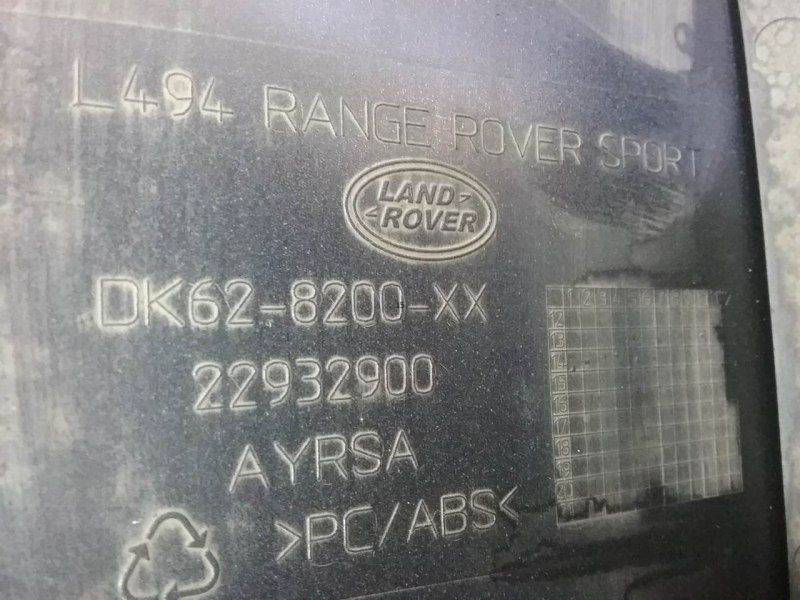 L494 RANGE ROVER SPORT
LAND
ROVER
DK62-8200-XX
22932900
AYRSA
>PC/ABS<